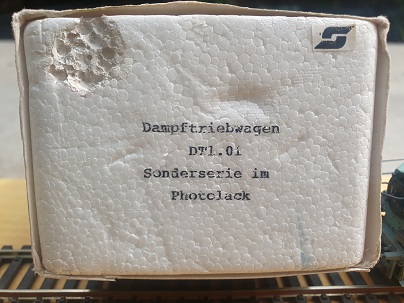 Dampftriebwagen
DT1.01
Sonderserie im
Photolack